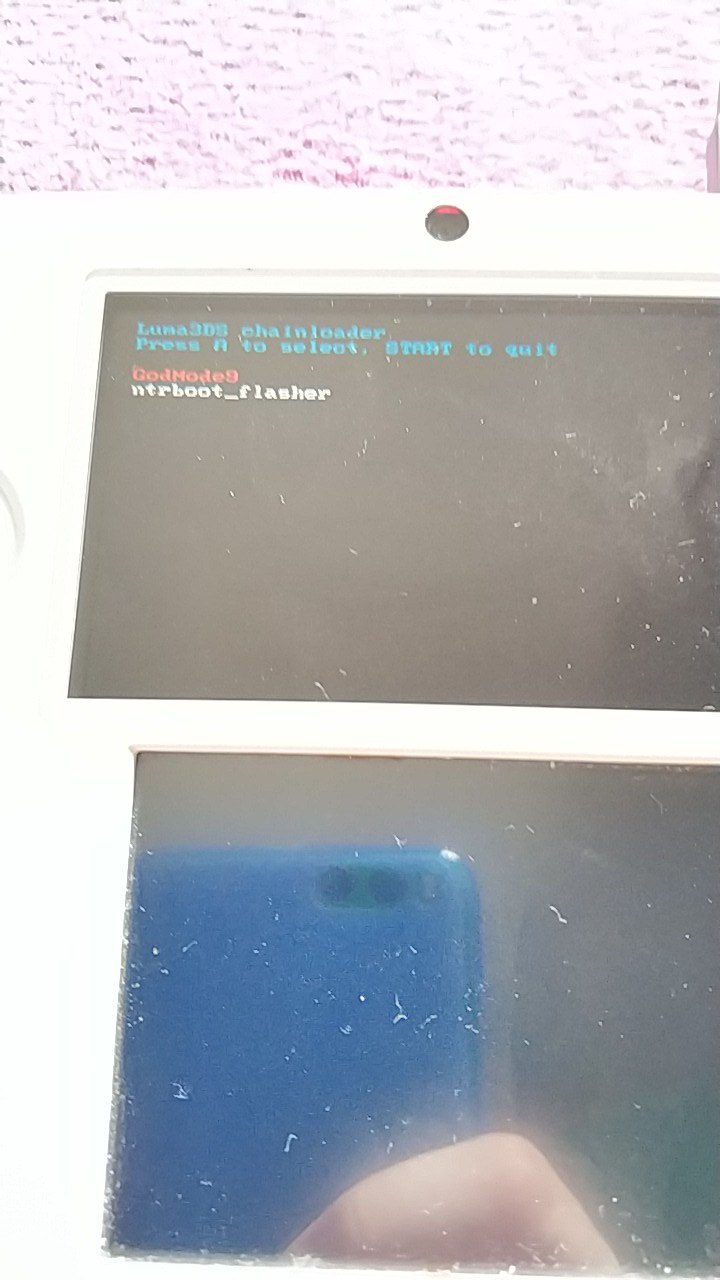 Luma3DS chainloader
Press A to select, START to quit
GodMode9
ntrboot_flasher